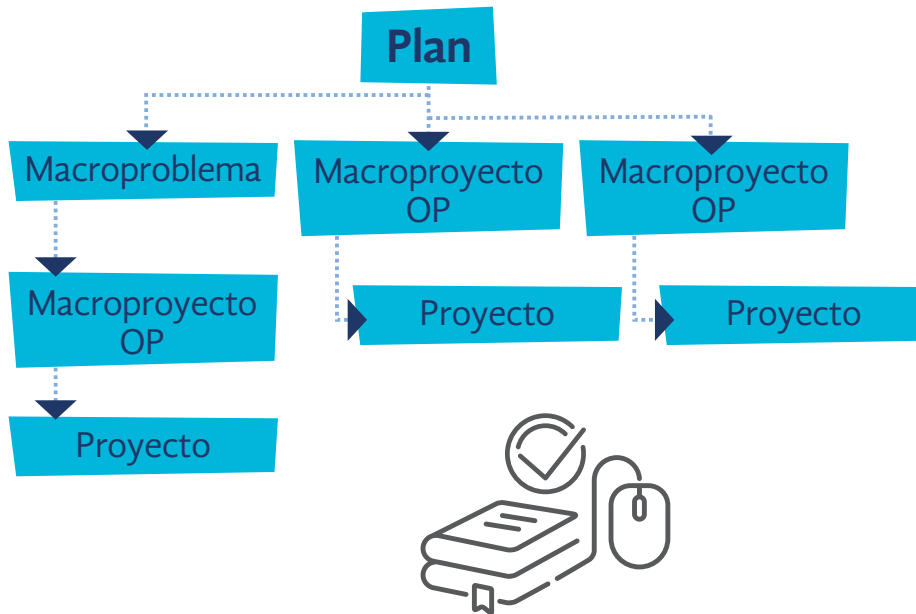 Plan
Macroproblema
Macroproyecto
OP
Macroproyecto
OP
Macroproyecto
OP
Proyecto
Proyecto
Proyecto